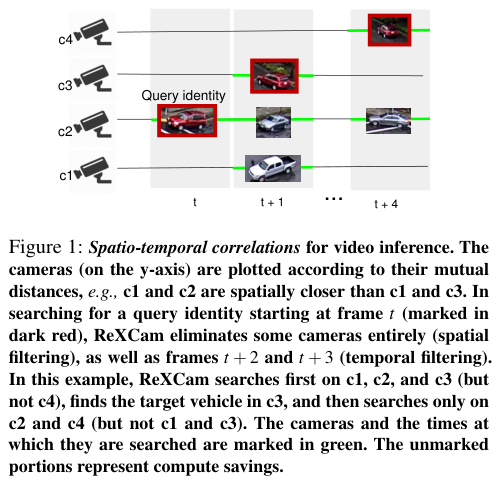 c4
c3
Query identity
c2
c1
t
t + 1
...
t + 4
Figure 1: Spatio-temporal correlations for video inference. The
cameras (on the y-axis) are plotted according to their mutual
distances, e.g., c1 and c2 are spatially closer than c1 and c3. In
searching for a query identity starting at frame t (marked in
dark red), ReXCam eliminates some cameras entirely (spatial
filtering), as well as frames t + 2 and t + 3 (temporal filtering).
In this example, ReXCam searches first on c1, c2, and c3 (but
not c4), finds the target vehicle in c3, and then searches only on
c2 and c4 (but not c1 and c3). The cameras and the times at
which they are searched are marked in green. The unmarked
portions represent compute savings.